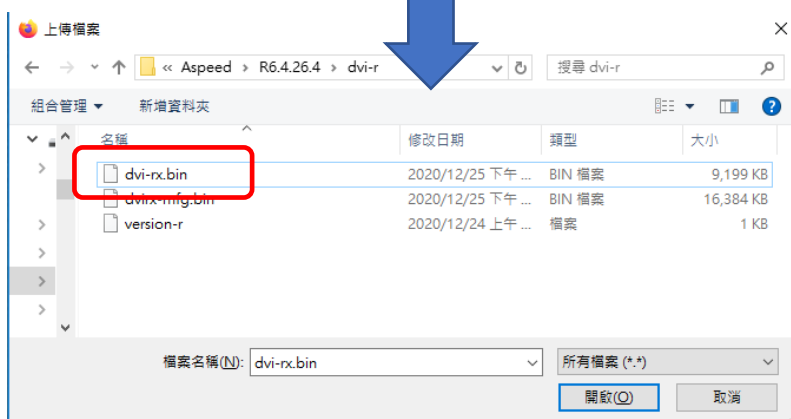 上傳檔案
« Aspeed › R6.4.26.4 › dvi-r
搜尋 dvi-r
組合管理 新增資料夾
名稱 修改日期 類型 大小
dvi-rx.bin 2020/12/25 下午 ... BIN 檔案 9,199 KB
dvirx-mfg.bin 2020/12/25 下午 ... BIN 檔案 16,384 KB
version-r 2020/12/24 上午 ... 檔案 1 KB
檔案名稱(N): dvi-rx.bin 所有檔案 (*.*)
開啟(O) 取消